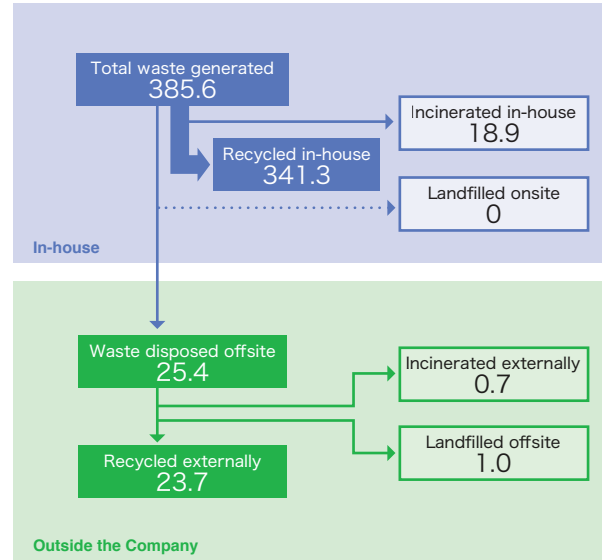 Total waste generated
385.6
Incinerated in-house
18.9
Recycled in-house
341.3
Landfilled onsite
0
In-house
Waste disposed offsite
25.4
Incinerated externally
0.7
Recycled externally
23.7
Landfilled offsite
1.0
Outside the Company